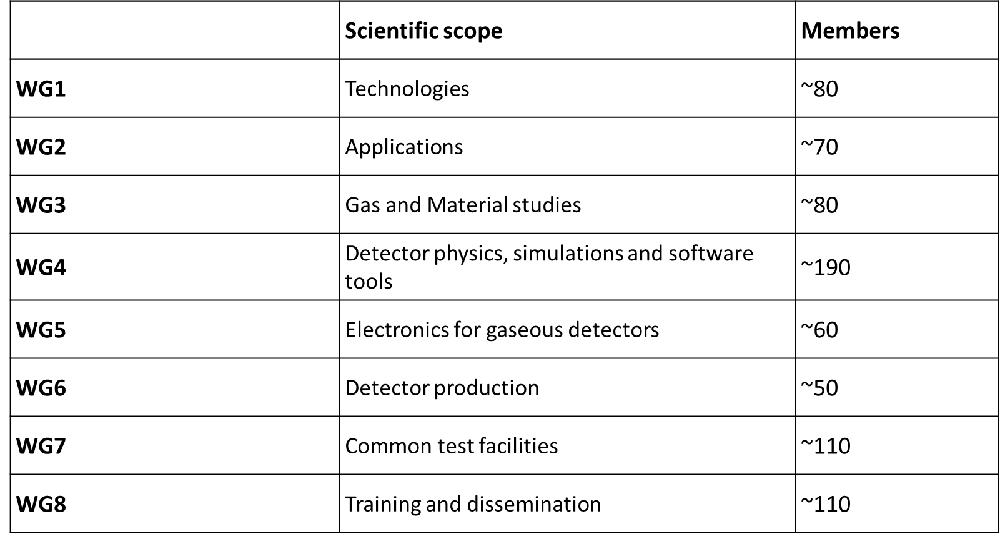 Scientific scope Members
WG1 Technologies ~80
WG2 Applications ~70
WG3 Gas and Material studies ~80
WG4 Detector physics, simulations and software
tools ~190
WG5 Electronics for gaseous detectors ~60
WG6 Detector production ~50
WG7 Common test facilities ~110
WG8 Training and dissemination ~110